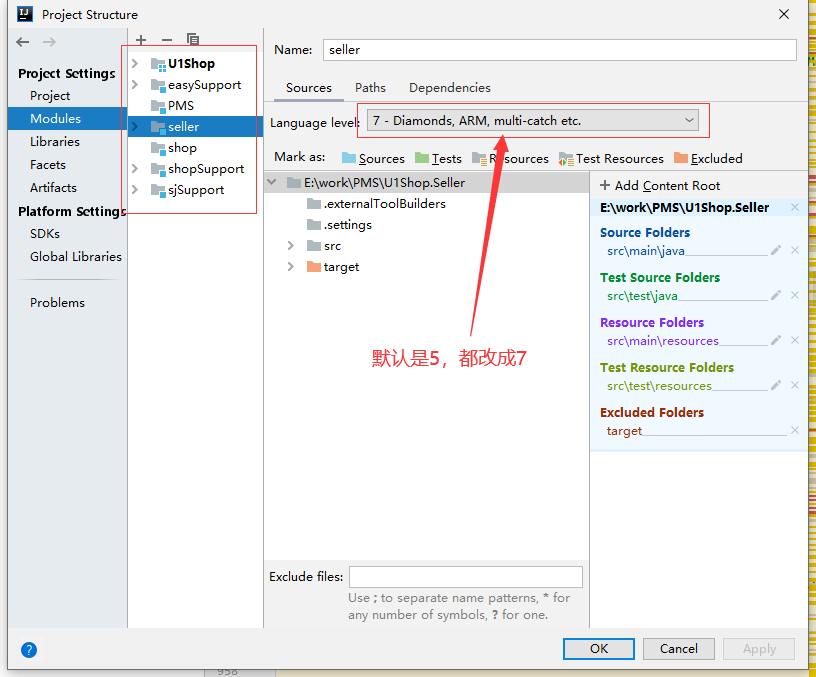 Project Structure
Project Settings
Project
Modules
Libraries
Facets
Artifacts
Platform Settings
SDKs
Global Libraries
Problems
U1Shop
easySupport
PMS
seller
shop
shopSupport
sjSupport
Name: seller
Sources Paths Dependencies
Language level: 7 - Diamonds, ARM, multi-catch etc.
Mark as: Sources Tests Resources Test Resources Excluded
E:\work\PMS\U1Shop.Seller
.externalToolBuilders
.settings
src
target
默认是5，都改成7
+ Add Content Root
E:\work\PMS\U1Shop.Seller
Source Folders
src\main\java
Test Source Folders
src\test\java
Resource Folders
src\main\resources
Test Resource Folders
src\test\resources
Excluded Folders
target
Exclude files:
Use ; to separate name patterns, * for
any number of symbols, ? for one.
? OK Cancel Apply
958